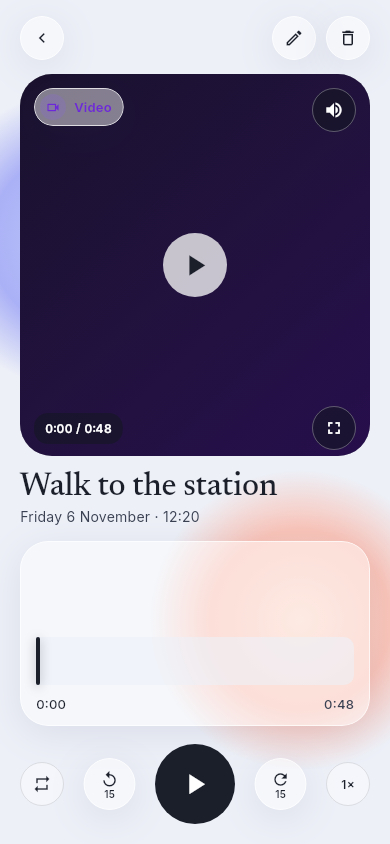 Video
0:00 / 0:48
Walk to the station
Friday 6 November · 12:20
0:00
0:48
15
15
1×